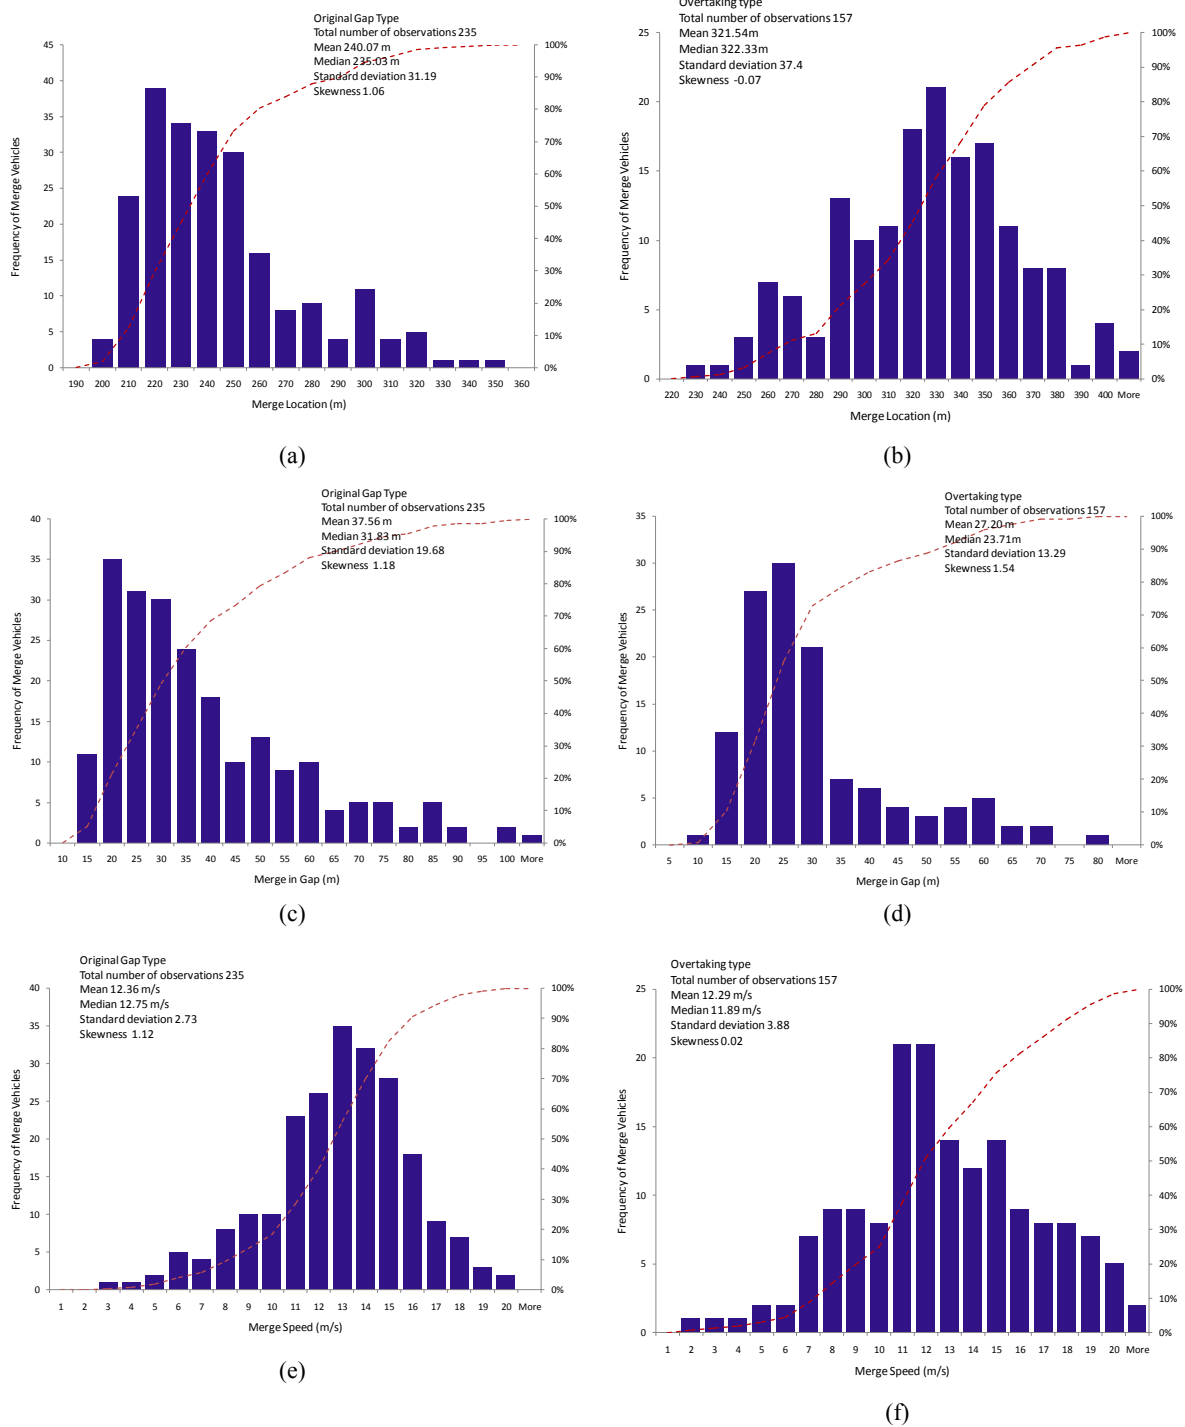 Original Gap Type
Total number of observations 235
Mean 240.07 m
Median 235.03 m
Standard deviation 31.19
Skewness 1.06
Frequency of Merge Vehicles
45
40
35
30
25
20
15
10
5
0
100%
90%
80%
70%
60%
50%
40%
30%
20%
10%
0%
190 200 210 220 230 240 250 260 270 280 290 300 310 320 330 340 350 360
Merge Location (m)
(a)
Overtaking type
Total number of observations 157
Mean 321.54m
Median 322.33m
Standard deviation 37.4
Skewness -0.07
Frequency of Merge Vehicles
25
20
15
10
5
0
100%
90%
80%
70%
60%
50%
40%
30%
20%
10%
0%
220 230 240 250 260 270 280 290 300 310 320 330 340 350 360 370 380 390 400 More
Merge Location (m)
(b)
Original Gap Type
Total number of observations 235
Mean 37.56 m
Median 31.83 m
Standard deviation 19.68
Skewness 1.18
Frequency of Merge Vehicles
40
35
30
25
20
15
10
5
0
100%
90%
80%
70%
60%
50%
40%
30%
20%
10%
0%
10 15 20 25 30 35 40 45 50 55 60 65 70 75 80 85 90 95 100 More
Merge in Gap (m)
(c)
Overtaking type
Total number of observations 157
Mean 27.20 m
Median 23.71m
Standard deviation 13.29
Skewness 1.54
Frequency of Merge Vehicles
35
30
25
20
15
10
5
0
100%
90%
80%
70%
60%
50%
40%
30%
20%
10%
0%
5 10 15 20 25 30 35 40 45 50 55 60 65 70 75 80 More
Merge in Gap (m)
(d)
Original Gap Type
Total number of observations 235
Mean 12.36 m/s
Median 12.75 m/s
Standard deviation 2.73
Skewness 1.12
Frequency of Merge Vehicles
40
35
30
25
20
15
10
5
0
100%
90%
80%
70%
60%
50%
40%
30%
20%
10%
0%
1 2 3 4 5 6 7 8 9 10 11 12 13 14 15 16 17 18 19 20 More
Merge Speed (m/s)
(e)
Overtaking type
Total number of observations 157
Mean 12.29 m/s
Median 11.89 m/s
Standard deviation 3.88
Skewness 0.02
Frequency of Merge Vehicles
25
20
15
10
5
0
100%
90%
80%
70%
60%
50%
40%
30%
20%
10%
0%
1 2 3 4 5 6 7 8 9 10 11 12 13 14 15 16 17 18 19 20 More
Merge Speed (m/s)
(f)